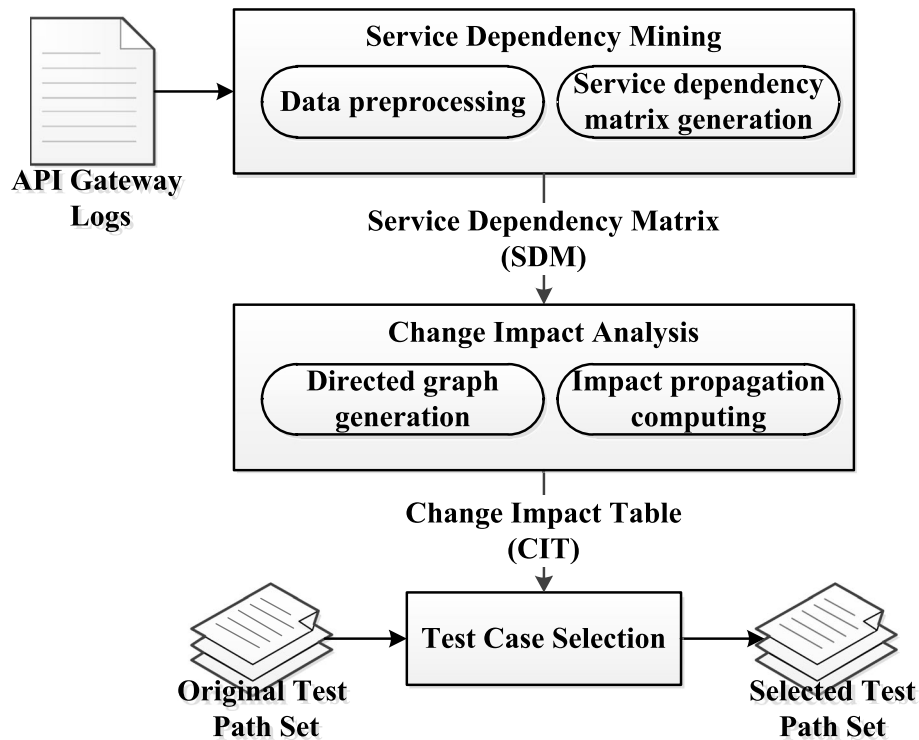 Service Dependency Mining
Data preprocessing
Service dependency
matrix generation
API Gateway
Logs
Service Dependency Matrix
(SDM)
Change Impact Analysis
Directed graph
generation
Impact propagation
computing
Change Impact Table
(CIT)
Test Case Selection
Original Test
Path Set
Selected Test
Path Set